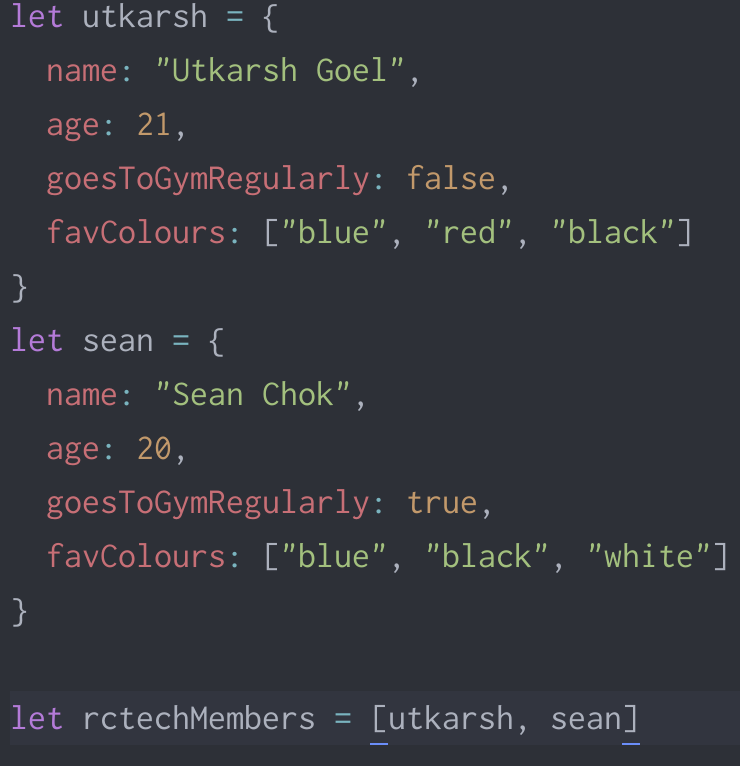 let utkarsh = {
  name: "Utkarsh Goel",
  age: 21,
  goesToGymRegularly: false,
  favColours: ["blue", "red", "black"]
}
let sean = {
  name: "Sean Chok",
  age: 20,
  goesToGymRegularly: true,
  favColours: ["blue", "black", "white"]
}

let rctechMembers = [utkarsh, sean]